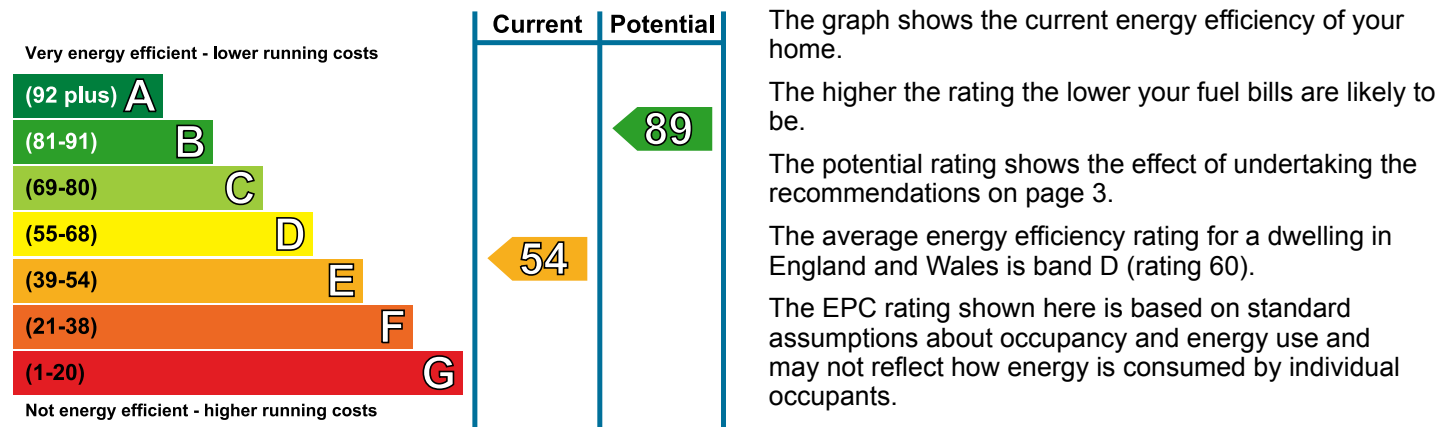 Current Potential
Very energy efficient - lower running costs
(92 plus) A
(81-91) B
89
(69-80) C
(55-68) D
54
(39-54) E
(21-38) F
(1-20) G
Not energy efficient - higher running costs
The graph shows the current energy efficiency of your
home.
The higher the rating the lower your fuel bills are likely to
be.
The potential rating shows the effect of undertaking the
recommendations on page 3.
The average energy efficiency rating for a dwelling in
England and Wales is band D (rating 60).
The EPC rating shown here is based on standard
assumptions about occupancy and energy use and
may not reflect how energy is consumed by individual
occupants.